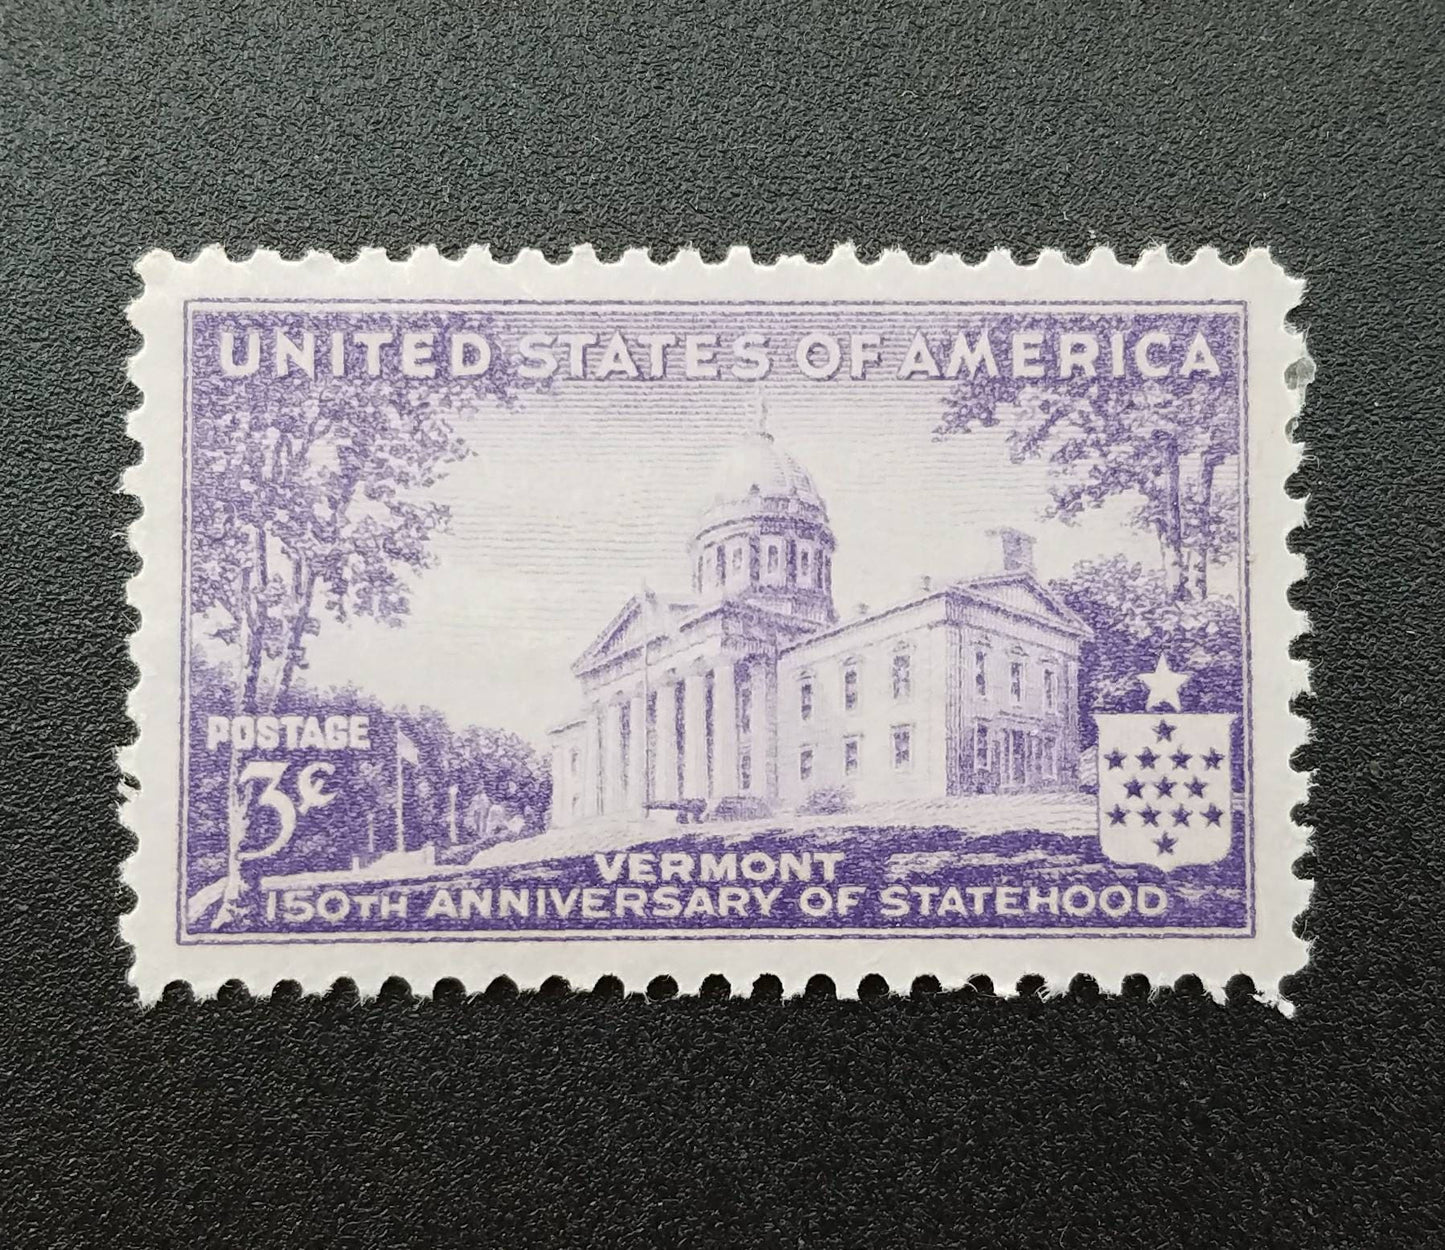 UNITED STATES OF AMERICA
POSTAGE
3¢
VERMONT
150TH ANNIVERSARY OF STATEHOOD